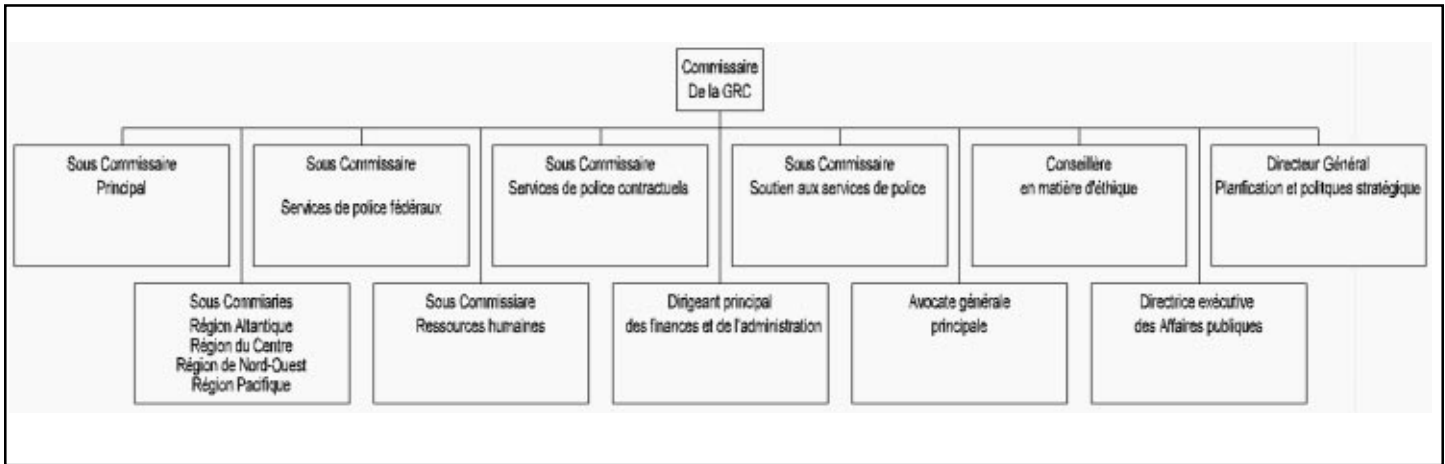 Commissaire
De la GRC
Sous Commissaire
Principal
Sous Commissaire
Services de police fédéraux
Sous Commissaire
Services de police contractuels
Sous Commissaire
Soutien aux services de police
Conseillère
en matière d'éthique
Directeur Général
Planfication et politques stratégique
Sous Commiaries
Région Altantique
Région du Centre
Région de Nord-Ouest
Région Pacifique
Sous Commissiare
Ressources humaines
Dirigeant principal
des finances et de l'administration
Avocate générale
principale
Directrice exécutive
des Affaires publiques